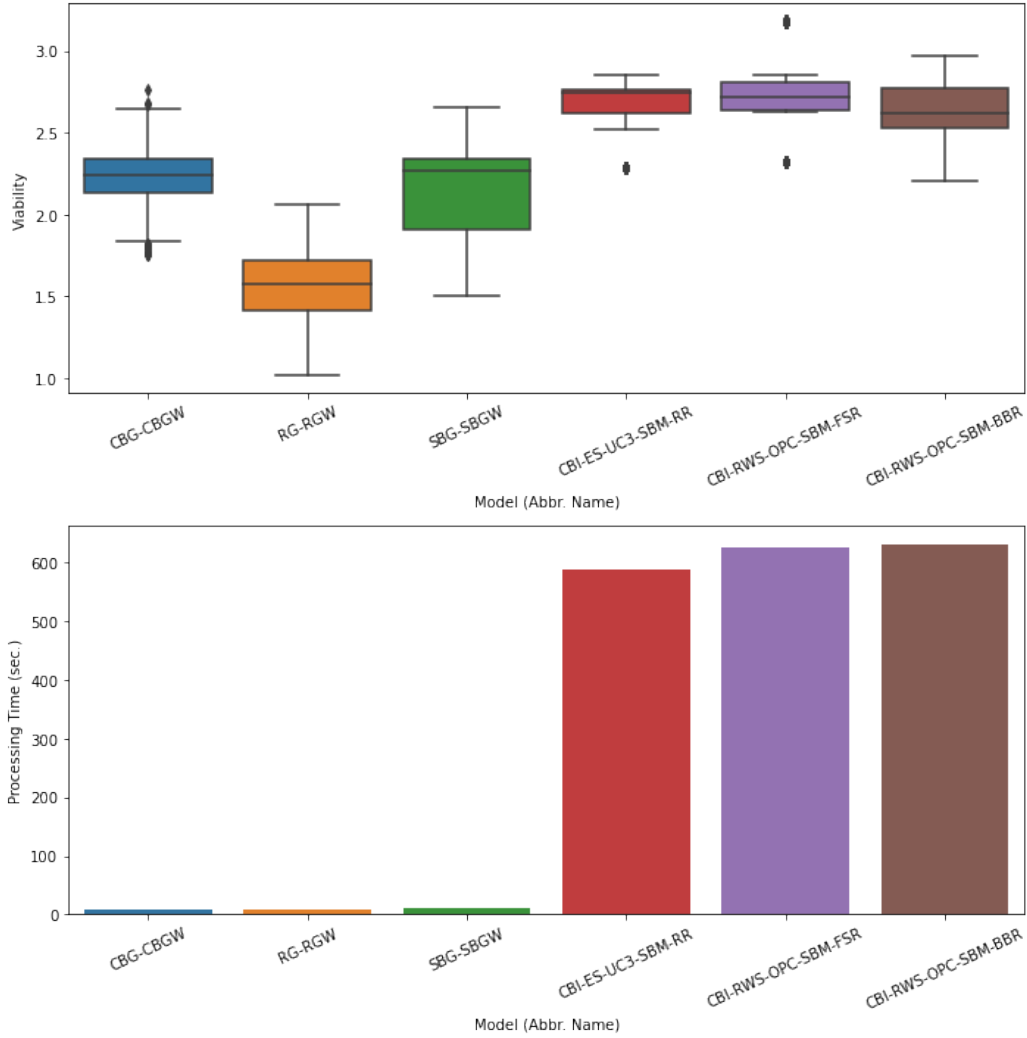 3.0
2.5
2.0
1.5
1.0
Viability
CBG-CBGW
RG-RGW
SBG-SBGW
CBI-ES-UC3-SBM-RR
CBI-RWS-OPC-SBM-FSR
CBI-RWS-OPC-SBM-BBR
Model (Abbr. Name)
600
500
400
300
200
100
0
Processing Time (sec.)
CBG-CBGW
RG-RGW
SBG-SBGW
CBI-ES-UC3-SBM-RR
CBI-RWS-OPC-SBM-FSR
CBI-RWS-OPC-SBM-BBR
Model (Abbr. Name)